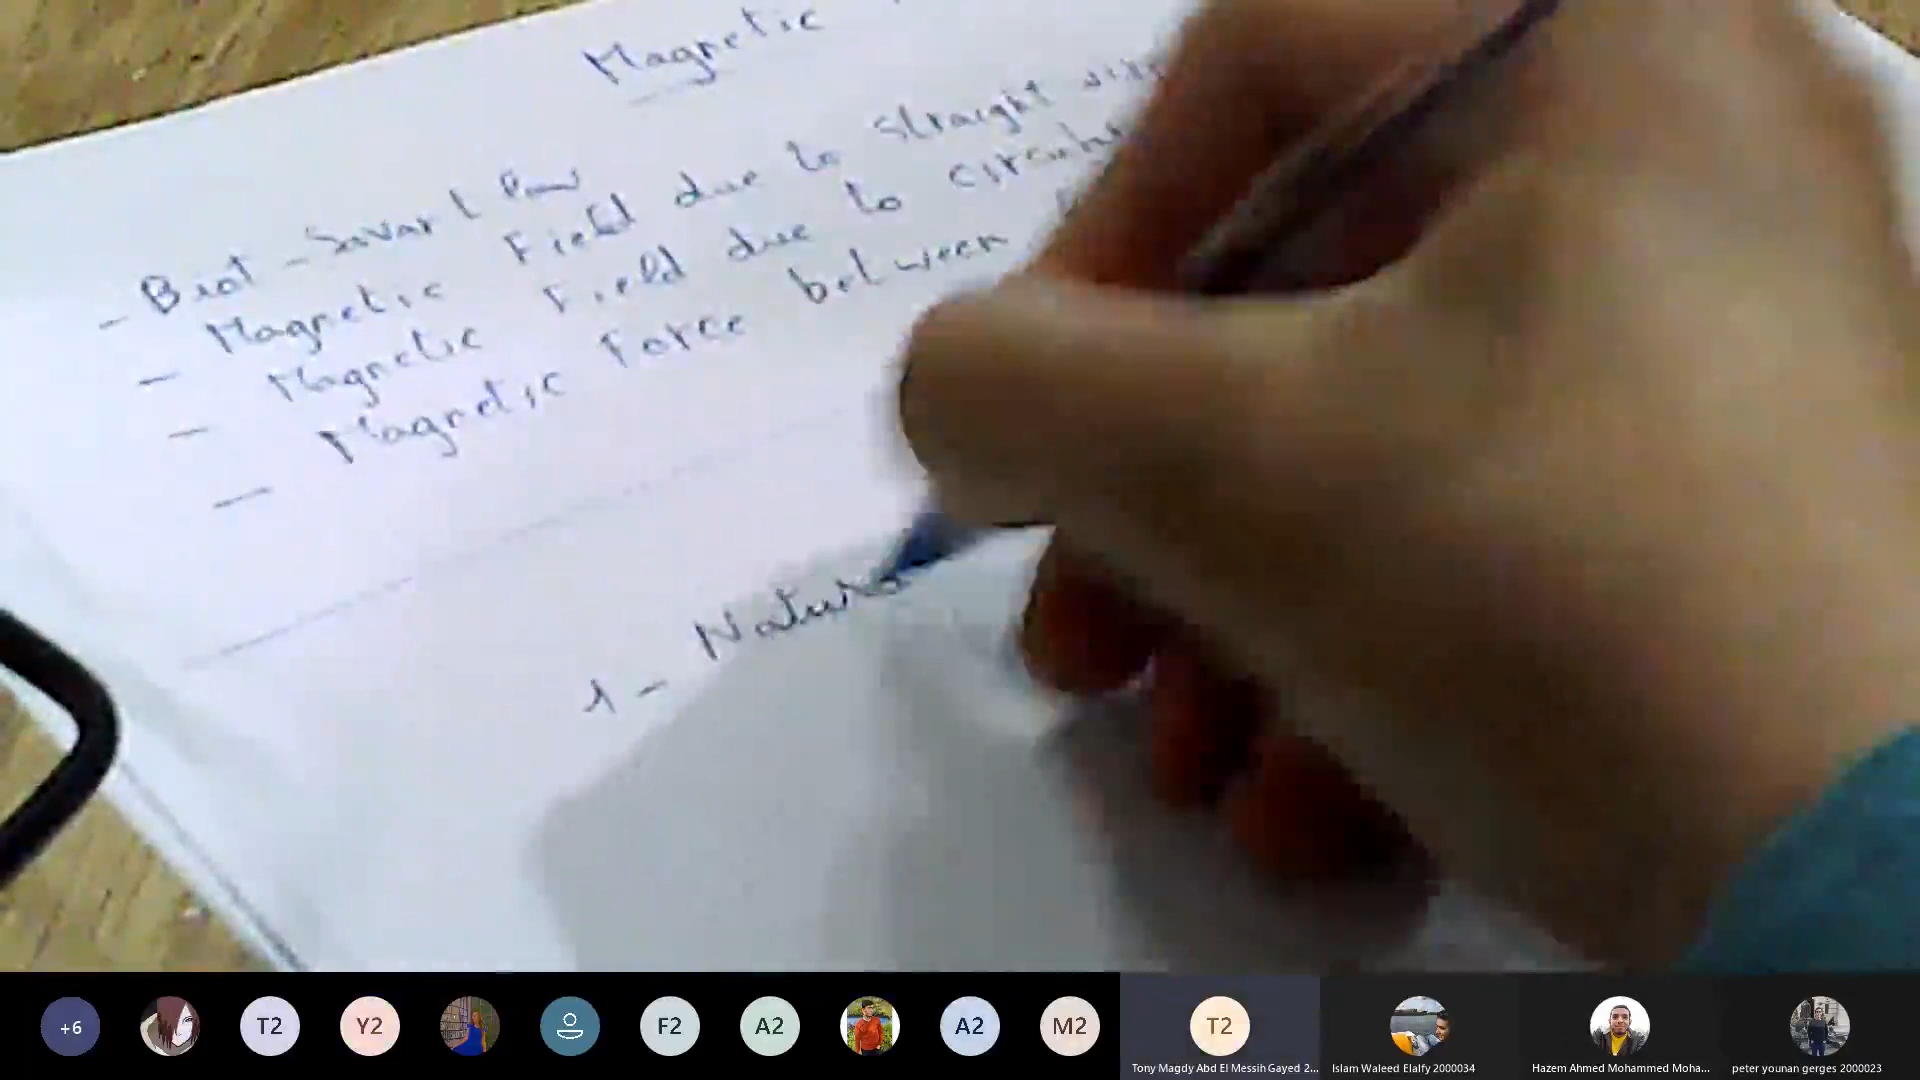 Magnetic
- Biot - Savart law
- Magnetic Field due to straight
- Magnetic Field due to
- Magnetic Force between
1 - Natura
+6
T2
Y2
F2
A2
A2
M2
T2
Tony Magdy Abd El Messih Gayed 2...
Islam Waleed Elalfy 2000034
Hazem Ahmed Mohammed Moha...
peter younan gerges 2000023